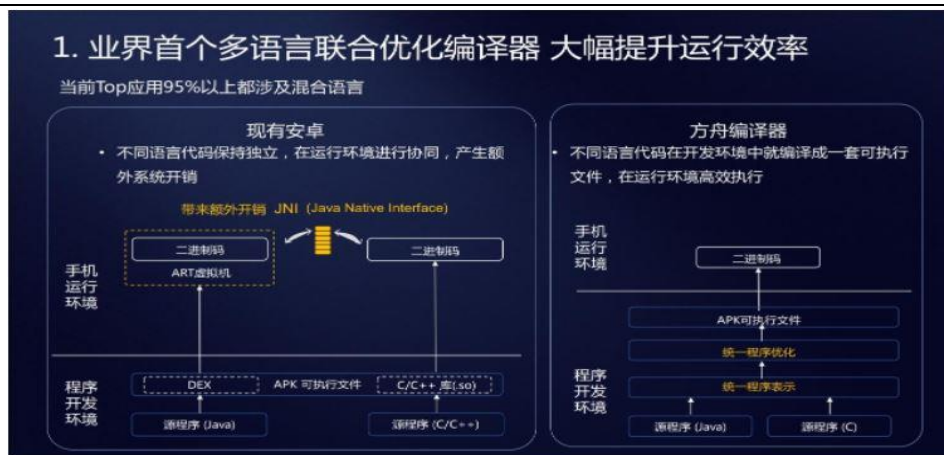 1. 业界首个多语言联合优化编译器 大幅提升运行效率
当前Top应用95%以上都涉及混合语言
现有安卓
• 不同语言代码保持独立，在运行环境进行协同，产生额
外系统开销
带来额外开销 JNI (Java Native Interface)
二进制码
ART虚拟机
二进制码
手机
运行
环境
程序
开发
环境
DEX
APK 可执行文件
C/C++ 库(.so)
源程序 (Java)
源程序 (C/C++)
方舟编译器
• 不同语言代码在开发环境中就编译成一套可执行
文件，在运行环境高效执行
手机
运行
环境
二进制码
APK可执行文件
统一程序优化
程序
开发
环境
统一程序表示
源程序 (Java)
源程序 (C)